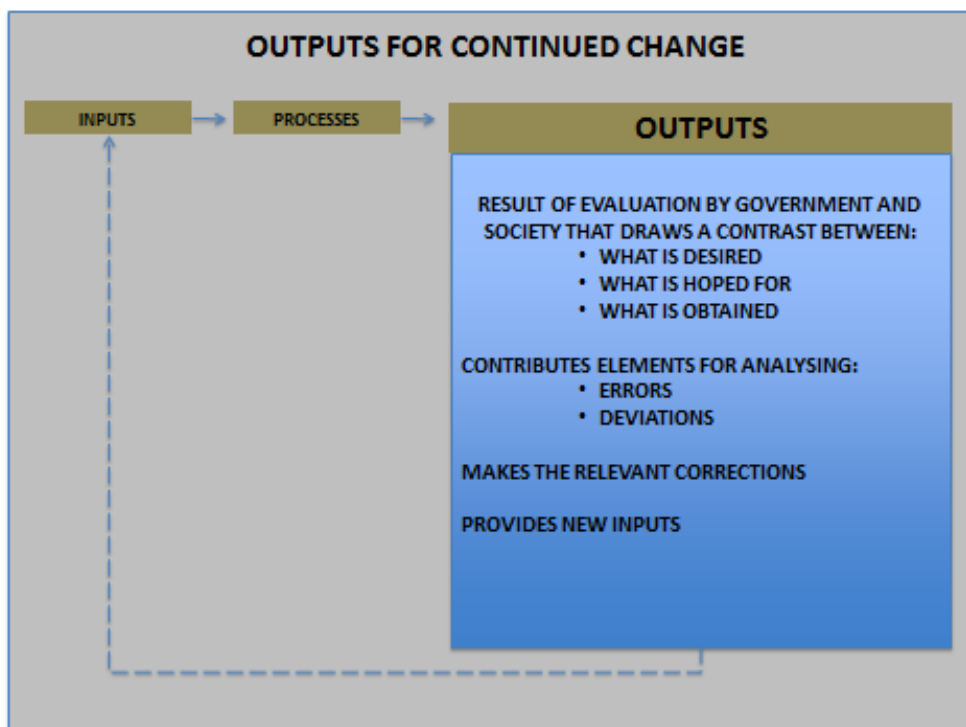 OUTPUTS FOR CONTINUED CHANGE
INPUTS
PROCESSES
OUTPUTS
RESULT OF EVALUATION BY GOVERNMENT AND
SOCIETY THAT DRAWS A CONTRAST BETWEEN:
• WHAT IS DESIRED
• WHAT IS HOPED FOR
• WHAT IS OBTAINED
CONTRIBUTES ELEMENTS FOR ANALYSING:
• ERRORS
• DEVIATIONS
MAKES THE RELEVANT CORRECTIONS
PROVIDES NEW INPUTS